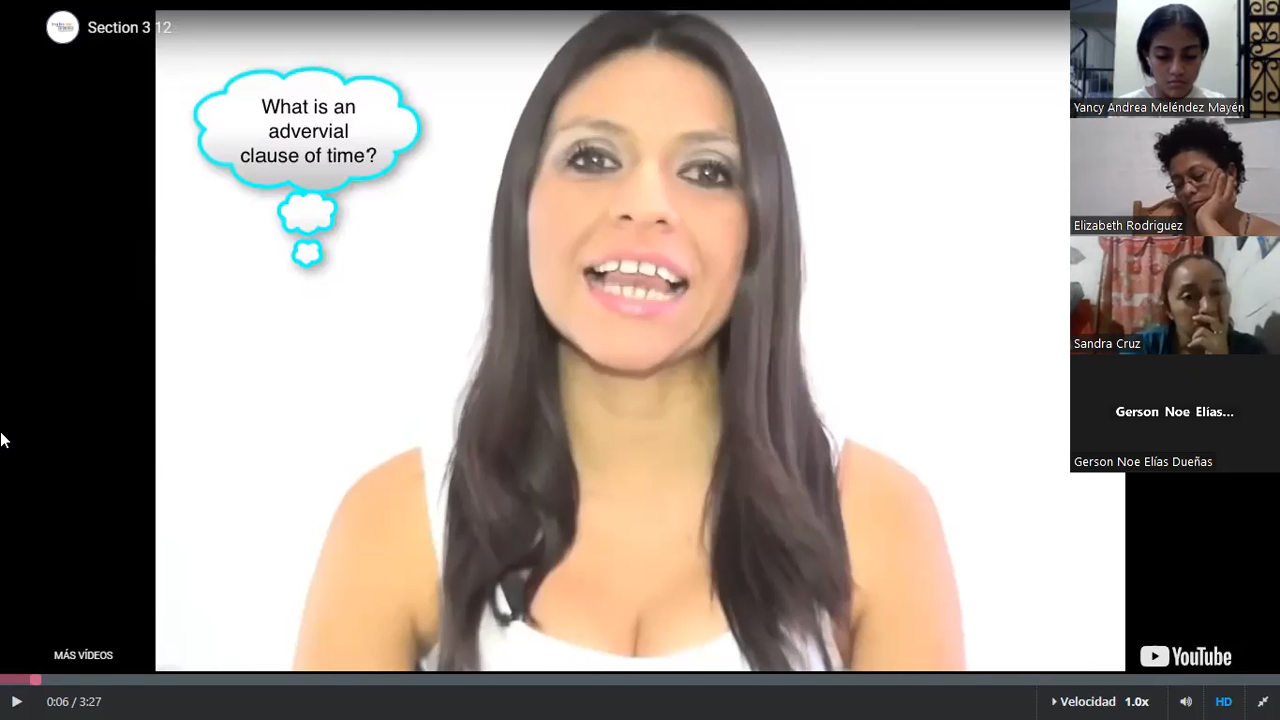 Section 3 12
What is an
advervial
clause of time?
Yancy Andrea Meléndez Mayén
Elizabeth Rodriguez
Sandra Cruz
Gerson Noe Elías...
Gerson Noe Elías Dueñas
MÁS VÍDEOS
YouTube
0:06 / 3:27
Velocidad 1.0x
HD